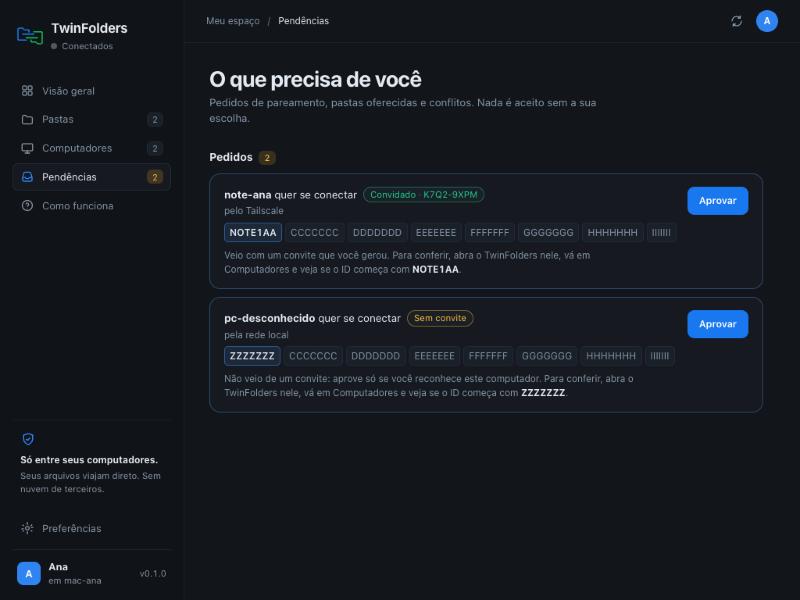 TwinFolders
Conectados
Visão geral
Pastas 2
Computadores 2
Pendências 2
Como funciona
Só entre seus computadores.
Seus arquivos viajam direto. Sem
nuvem de terceiros.
Preferências
A
Ana
em mac-ana
v0.1.0
Meu espaço / Pendências
A
O que precisa de você
Pedidos de pareamento, pastas oferecidas e conflitos. Nada é aceito sem a sua
escolha.
Pedidos 2
note-ana quer se conectar Convidado · K7Q2-9XPM
Aprovar
pelo Tailscale
NOTE1AA CCCCCCC DDDDDDD EEEEEEE FFFFFFF GGGGGGG HHHHHHH IIIIIII
Veio com um convite que você gerou. Para conferir, abra o TwinFolders nele, vá em
Computadores e veja se o ID começa com NOTE1AA.
pc-desconhecido quer se conectar Sem convite
Aprovar
pela rede local
ZZZZZZZ CCCCCCC DDDDDDD EEEEEEE FFFFFFF GGGGGGG HHHHHHH IIIIIII
Não veio de um convite: aprove só se você reconhece este computador. Para conferir, abra o
TwinFolders nele, vá em Computadores e veja se o ID começa com ZZZZZZZ.